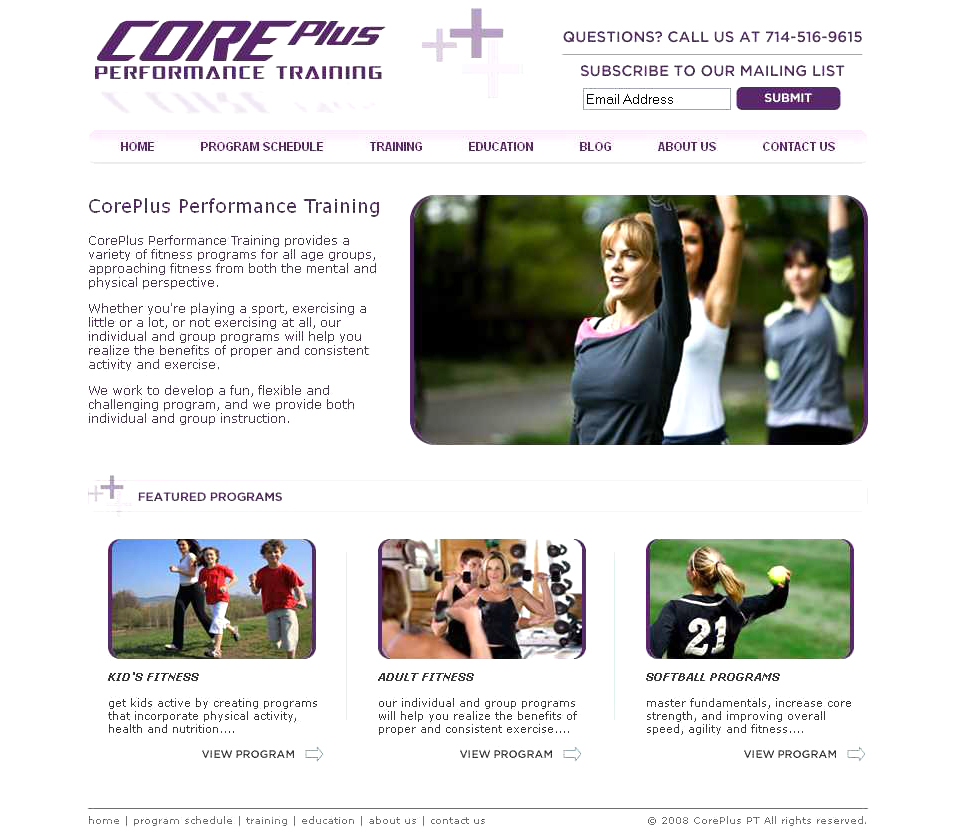 CORE Plus
PERFORMANCE TRAINING
QUESTIONS? CALL US AT 714-516-9615
SUBSCRIBE TO OUR MAILING LIST
Email Address
SUBMIT
HOME PROGRAM SCHEDULE TRAINING EDUCATION BLOG ABOUT US CONTACT US
CorePlus Performance Training
CorePlus Performance Training provides a
variety of fitness programs for all age groups,
approaching fitness from both the mental and
physical perspective.
Whether you're playing a sport, exercising a
little or a lot, or not exercising at all, our
individual and group programs will help you
realize the benefits of proper and consistent
activity and exercise.
We work to develop a fun, flexible and
challenging program, and we provide both
individual and group instruction.
FEATURED PROGRAMS
21
KID'S FITNESS
get kids active by creating programs
that incorporate physical activity,
health and nutrition....
VIEW PROGRAM
ADULT FITNESS
our individual and group programs
will help you realize the benefits of
proper and consistent exercise....
VIEW PROGRAM
SOFTBALL PROGRAMS
master fundamentals, increase core
strength, and improving overall
speed, agility and fitness....
VIEW PROGRAM
home | program schedule | training | education | about us | contact us
© 2008 CorePlus PT All rights reserved.